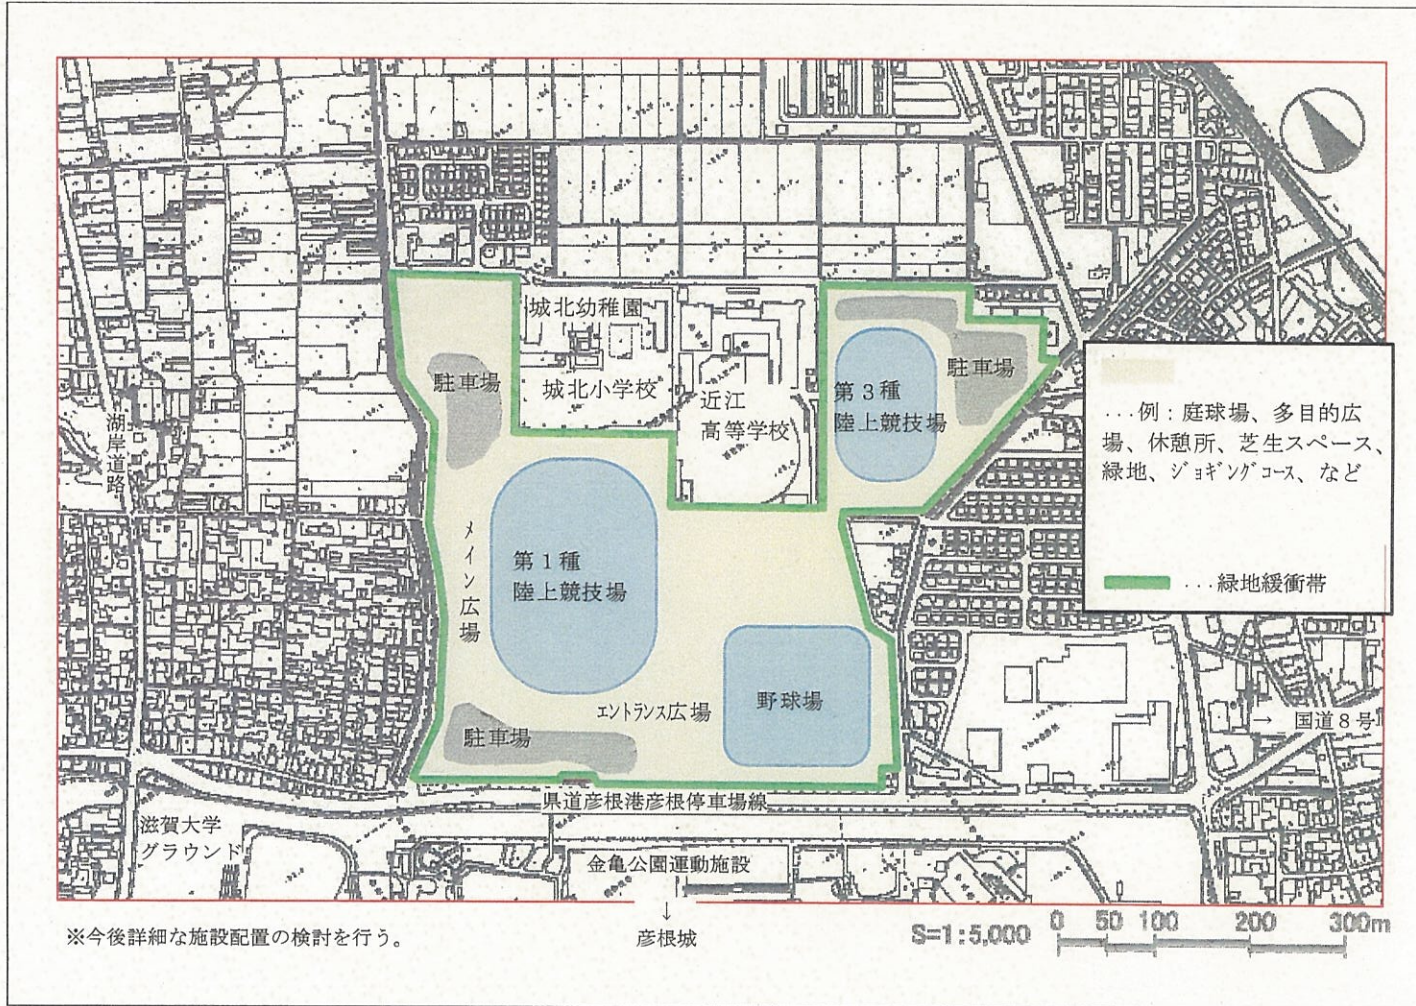 城北幼稚園
城北小学校
近江
高等学校
駐車場
第3種
陸上競技場
駐車場
湖岸道路
メイン広場
第1種
陸上競技場
エントランス広場
野球場
駐車場
...例：庭球場、多目的広
場、休憩所、芝生スペース、
緑地、ジョギングコース、など
...緑地緩衝帯
→ 国道8号
県道彦根港彦根停車場線
滋賀大学
グラウンド
金亀公園運動施設
↓
彦根城
※今後詳細な施設配置の検討を行う。
S=1:5,000
0 50 100 200 300m